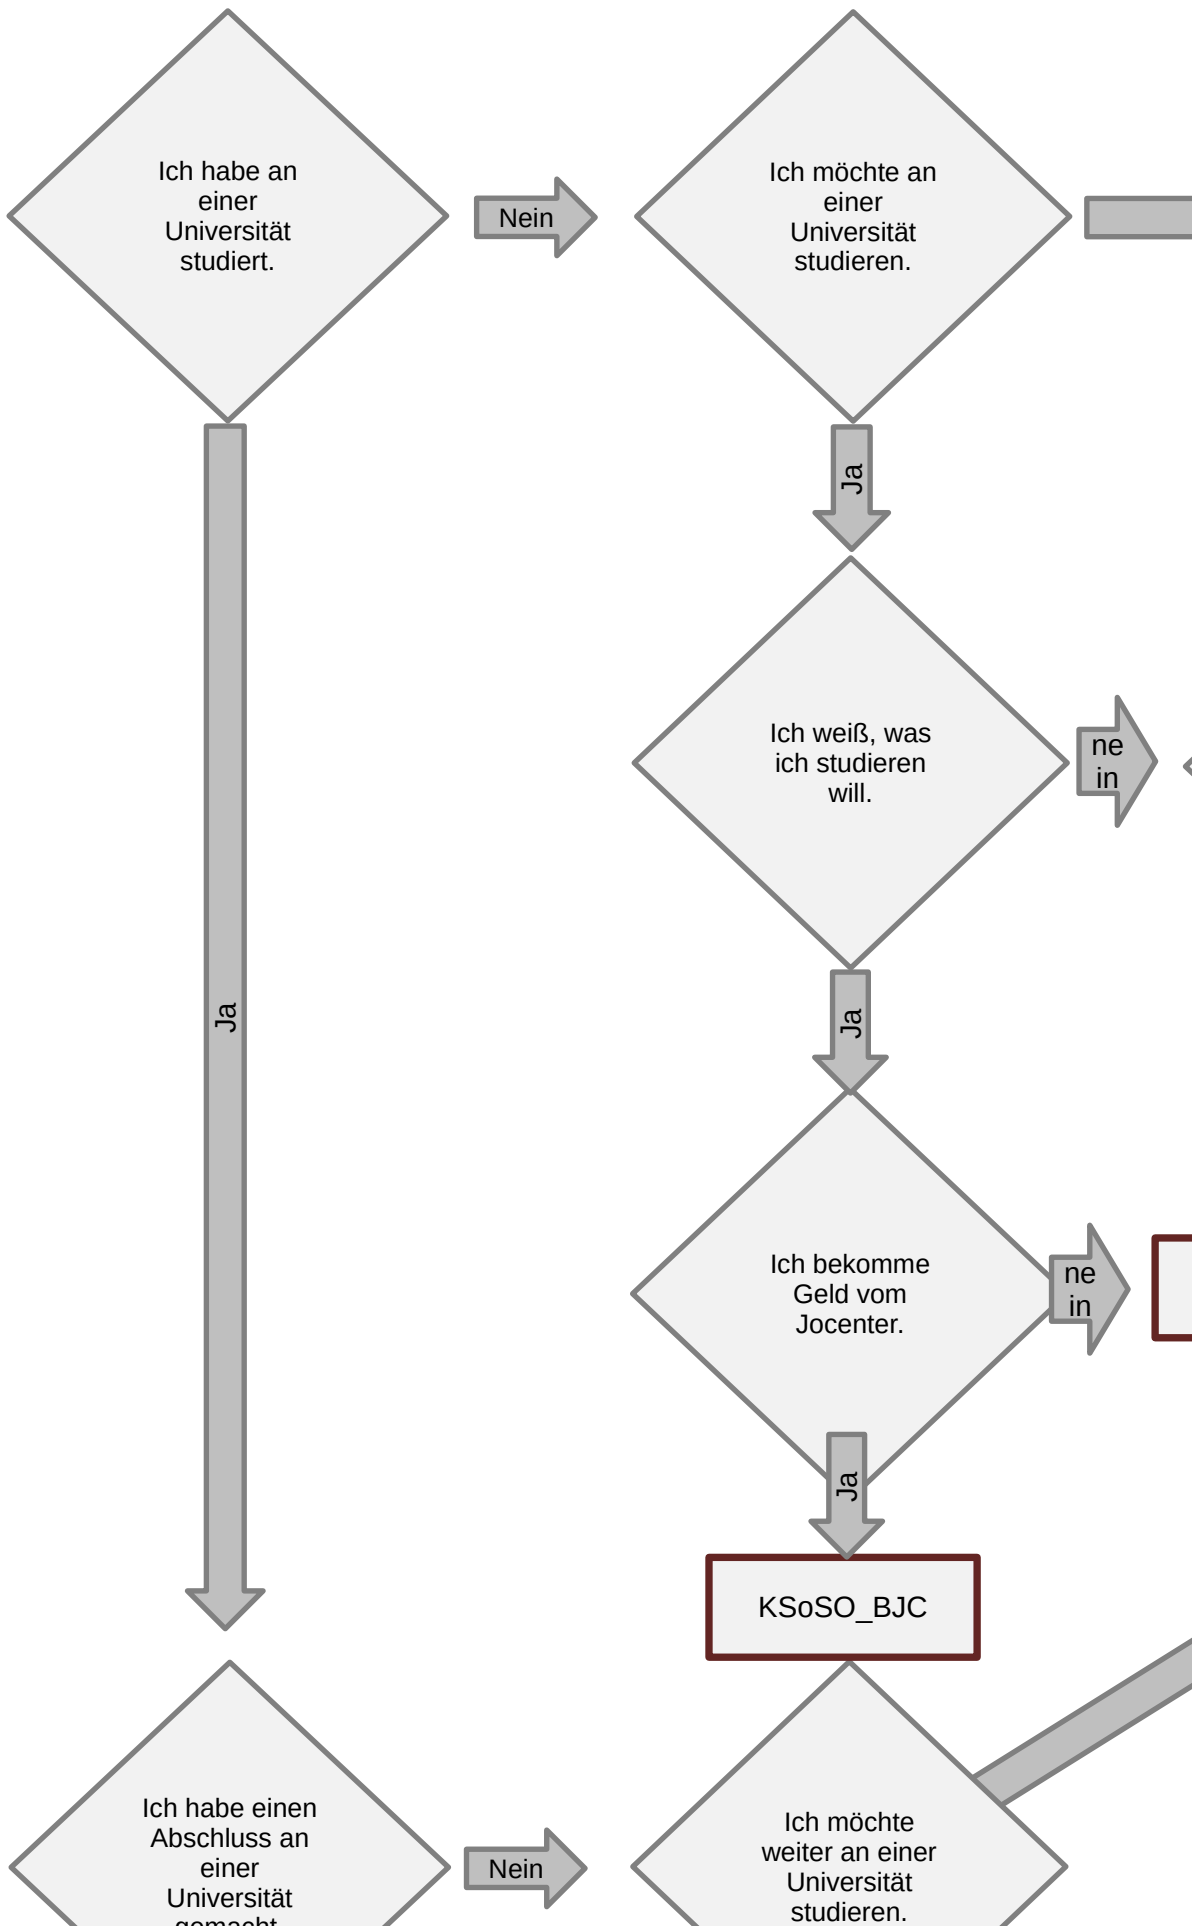 Ich habe an
einer
Universität
studiert.
Nein
Ich möchte an
einer
Universität
studieren.
Ja
Ich weiß, was
ich studieren
will.
ne
in
Ja
Ja
Ich bekomme
Geld vom
Jocenter.
ne
in
Ja
KSoSO_BJC
Ich habe einen
Abschluss an
einer
Universität
gemacht
Nein
Ich möchte
weiter an einer
Universität
studieren.